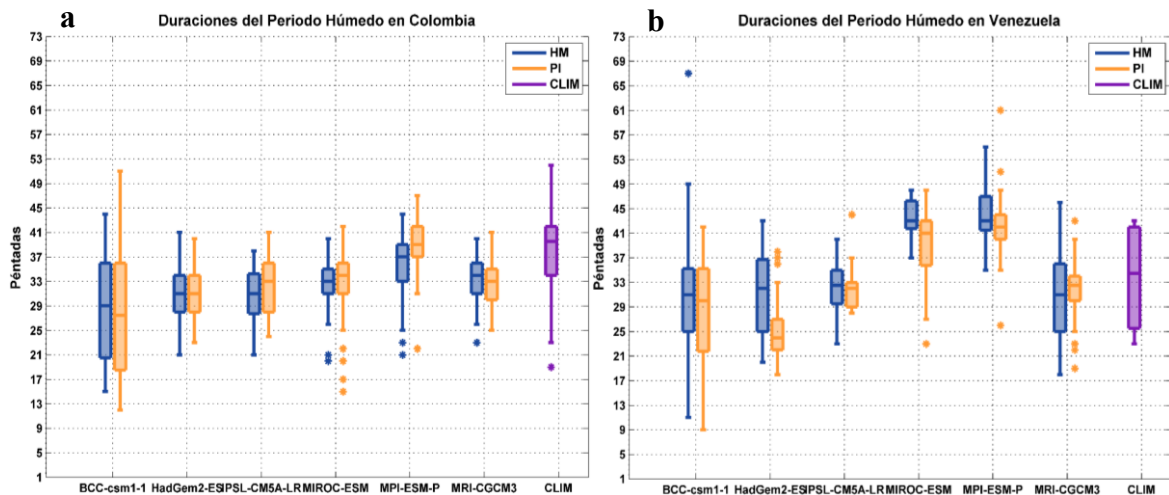 a
Duraciones del Periodo Húmedo en Colombia
Péntadas
73
69
65
61
57
53
49
45
41
37
33
29
25
21
17
13
9
5
1
HM
PI
CLIM
BCC-csm1-1 HadGem2-ES IPSL-CM5A-LR MIROC-ESM MPI-ESM-P MRI-CGCM3 CLIM
b
Duraciones del Periodo Húmedo en Venezuela
Péntadas
73
69
65
61
57
53
49
45
41
37
33
29
25
21
17
13
9
5
1
HM
PI
CLIM
BCC-csm1-1 HadGem2-ES IPSL-CM5A-LR MIROC-ESM MPI-ESM-P MRI-CGCM3 CLIM